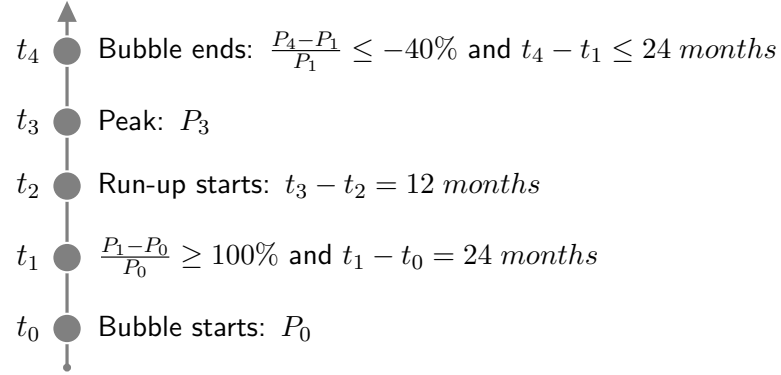 t₄ Bubble ends: (P₄−P₁)/P₁ ≤ −40% and t₄ − t₁ ≤ 24 months
t₃ Peak: P₃
t₂ Run-up starts: t₃ − t₂ = 12 months
t₁ (P₁−P₀)/P₀ ≥ 100% and t₁ − t₀ = 24 months
t₀ Bubble starts: P₀